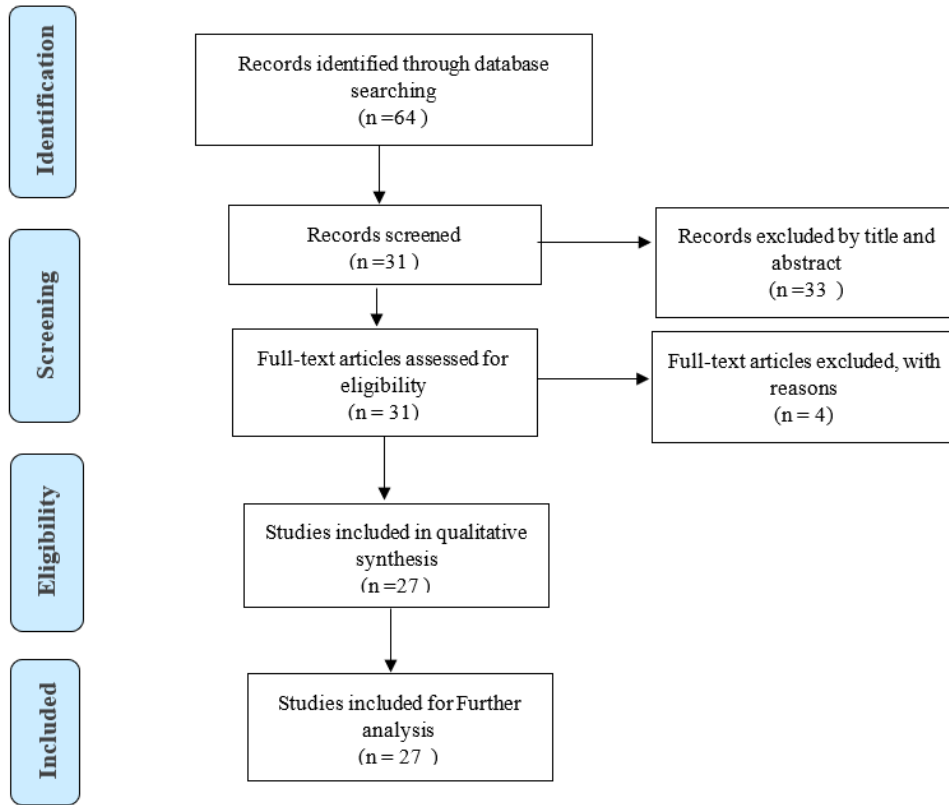 Identification
Records identified through database
searching
(n =64 )
Screening
Records screened
(n =31 )
Records excluded by title and
abstract
(n =33 )
Full-text articles assessed for
eligibility
(n = 31)
Full-text articles excluded, with
reasons
(n = 4)
Eligibility
Studies included in qualitative
synthesis
(n =27 )
Included
Studies included for Further
analysis
(n = 27 )